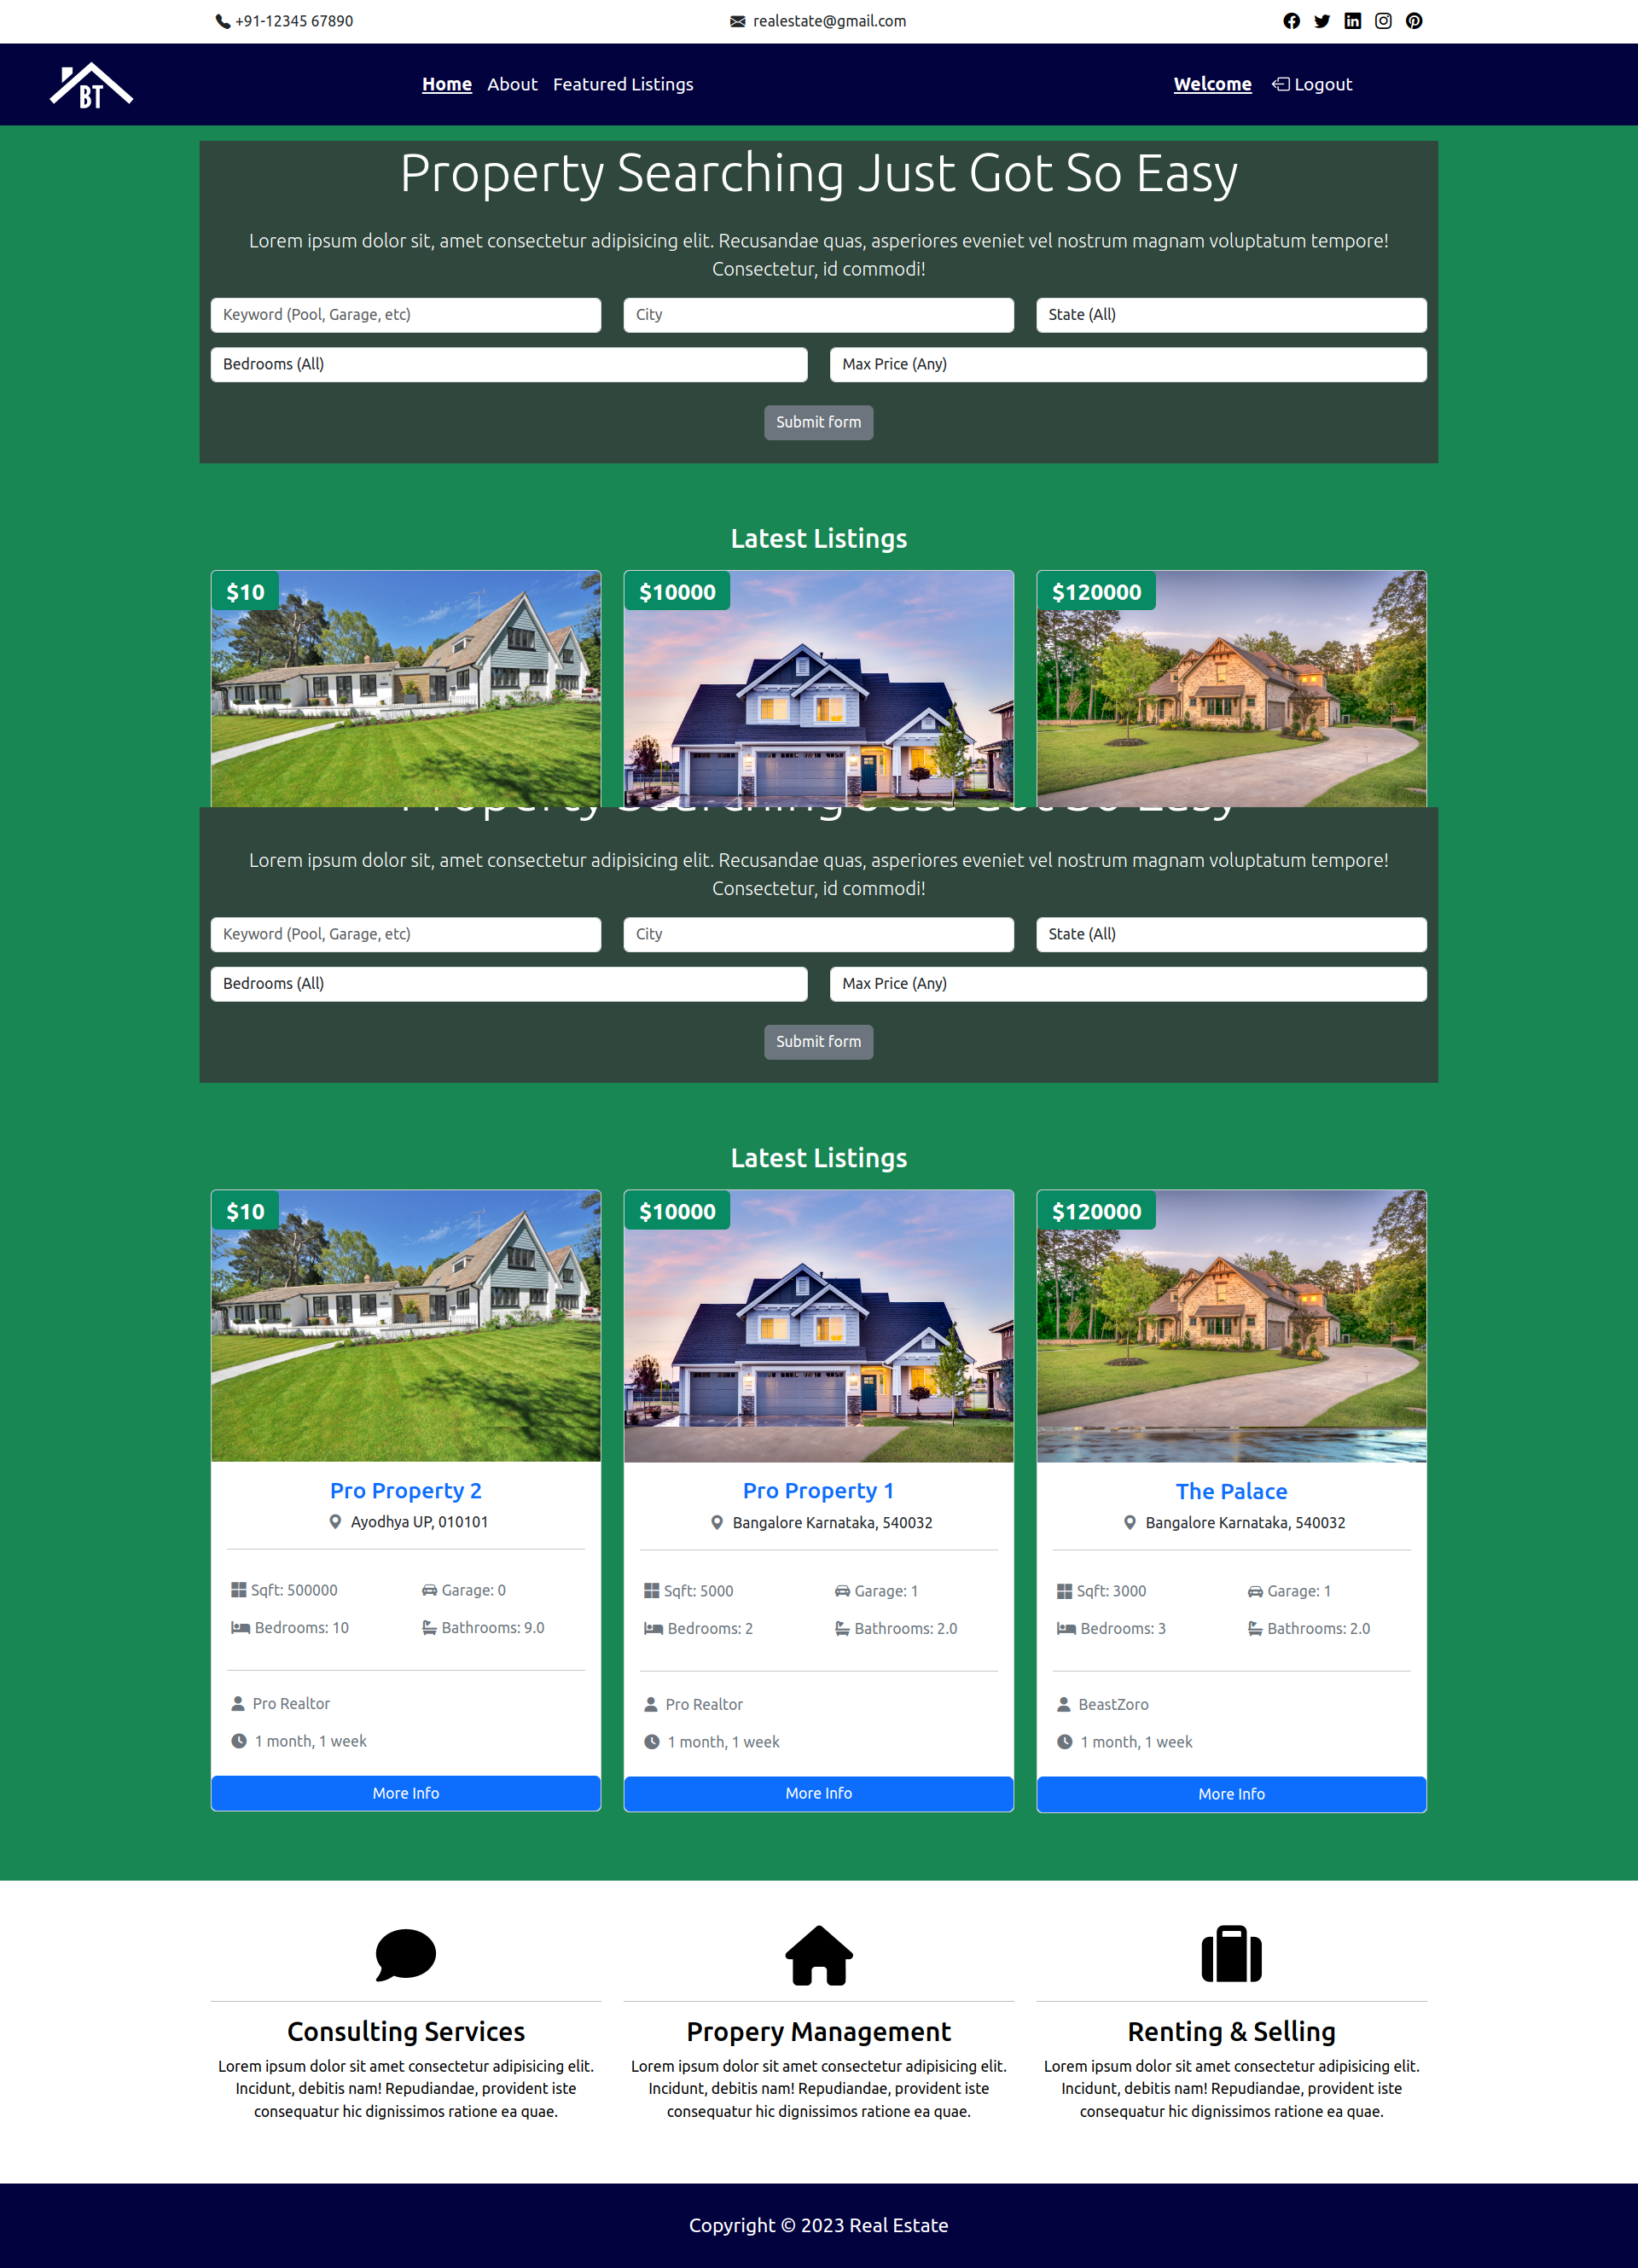 +91-12345 67890
realestate@gmail.com
BT
Home About Featured Listings
Welcome Logout
Property Searching Just Got So Easy
Lorem ipsum dolor sit, amet consectetur adipisicing elit. Recusandae quas, asperiores eveniet vel nostrum magnam voluptatum tempore!
Consectetur, id commodi!
Keyword (Pool, Garage, etc)
City
State (All)
Bedrooms (All)
Max Price (Any)
Submit form
Latest Listings
$10
$10000
$120000
Property Searching Just Got So Easy
Lorem ipsum dolor sit, amet consectetur adipisicing elit. Recusandae quas, asperiores eveniet vel nostrum magnam voluptatum tempore!
Consectetur, id commodi!
Keyword (Pool, Garage, etc)
City
State (All)
Bedrooms (All)
Max Price (Any)
Submit form
Latest Listings
$10
Pro Property 2
Ayodhya UP, 010101
Sqft: 500000
Garage: 0
Bedrooms: 10
Bathrooms: 9.0
Pro Realtor
1 month, 1 week
More Info
$10000
Pro Property 1
Bangalore Karnataka, 540032
Sqft: 5000
Garage: 1
Bedrooms: 2
Bathrooms: 2.0
Pro Realtor
1 month, 1 week
More Info
$120000
The Palace
Bangalore Karnataka, 540032
Sqft: 3000
Garage: 1
Bedrooms: 3
Bathrooms: 2.0
BeastZoro
1 month, 1 week
More Info
Consulting Services
Lorem ipsum dolor sit amet consectetur adipisicing elit.
Incidunt, debitis nam! Repudiandae, provident iste
consequatur hic dignissimos ratione ea quae.
Propery Management
Lorem ipsum dolor sit amet consectetur adipisicing elit.
Incidunt, debitis nam! Repudiandae, provident iste
consequatur hic dignissimos ratione ea quae.
Renting & Selling
Lorem ipsum dolor sit amet consectetur adipisicing elit.
Incidunt, debitis nam! Repudiandae, provident iste
consequatur hic dignissimos ratione ea quae.
Copyright © 2023 Real Estate